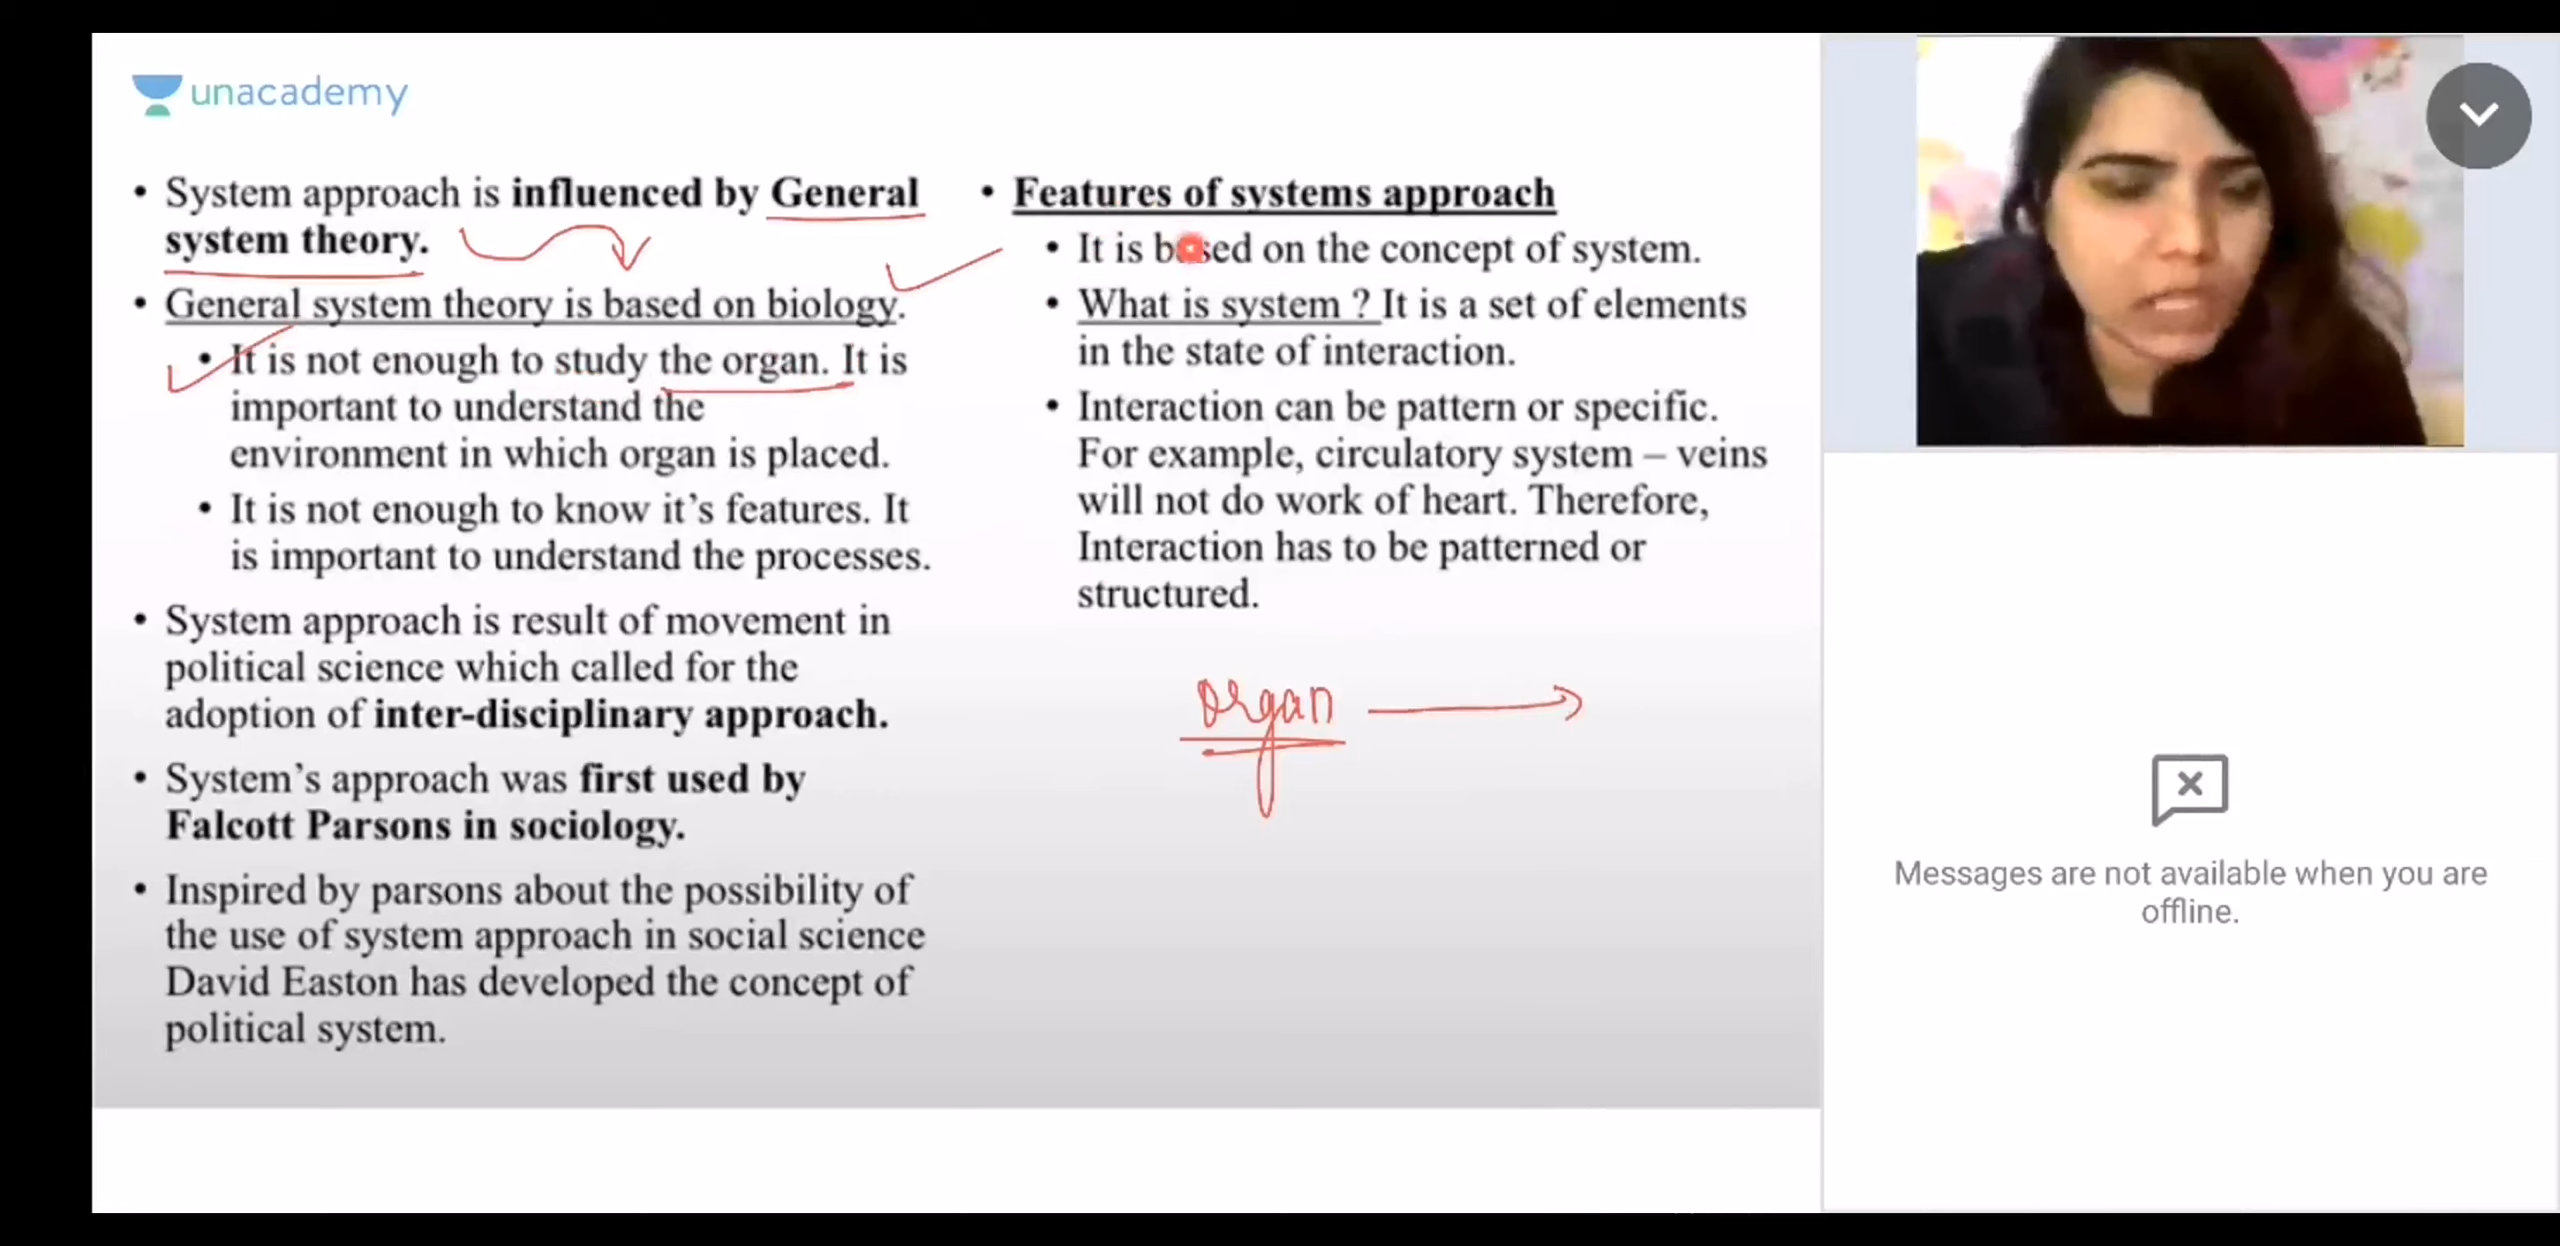 unacademy
• System approach is influenced by General
system theory.
• General system theory is based on biology.
• It is not enough to study the organ. It is
important to understand the
environment in which organ is placed.
• It is not enough to know it's features. It
is important to understand the processes.
• System approach is result of movement in
political science which called for the
adoption of inter-disciplinary approach.
• System's approach was first used by
Falcott Parsons in sociology.
• Inspired by parsons about the possibility of
the use of system approach in social science
David Easton has developed the concept of
political system.
• Features of systems approach
• It is based on the concept of system.
• What is system ? It is a set of elements
in the state of interaction.
• Interaction can be pattern or specific.
For example, circulatory system – veins
will not do work of heart. Therefore,
Interaction has to be patterned or
structured.
organ
Messages are not available when you are
offline.